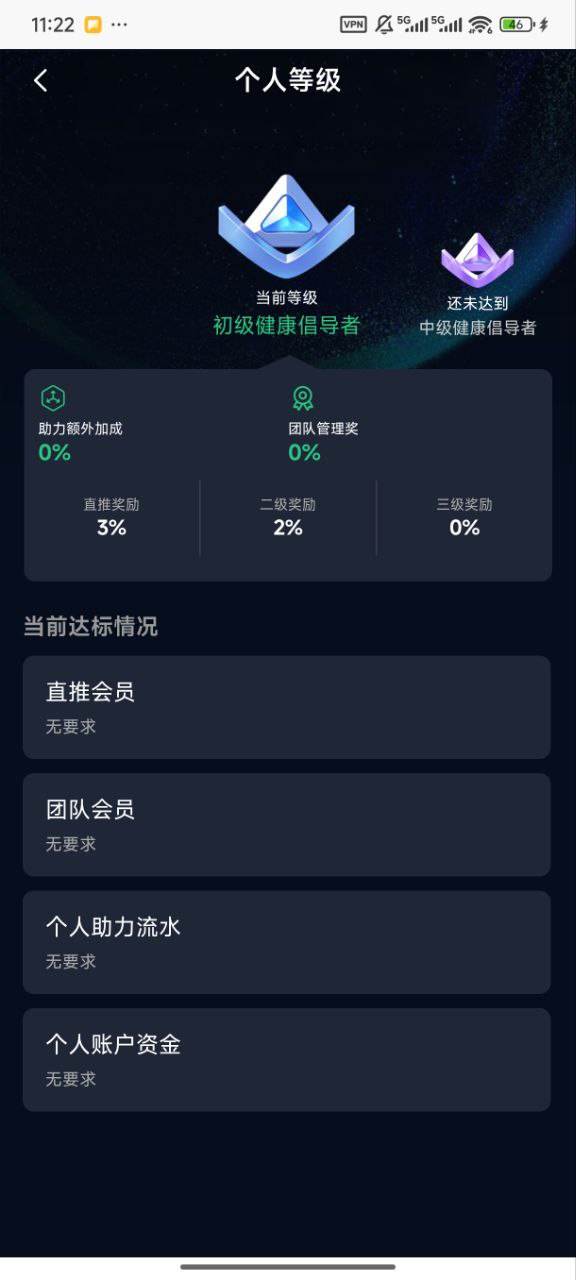 11:22
VPN 5G 5G 46
个人等级
当前等级
初级健康倡导者
还未达到
中级健康倡导者
助力额外加成
0%
团队管理奖
0%
直推奖励
3%
二级奖励
2%
三级奖励
0%
当前达标情况
直推会员
无要求
团队会员
无要求
个人助力流水
无要求
个人账户资金
无要求